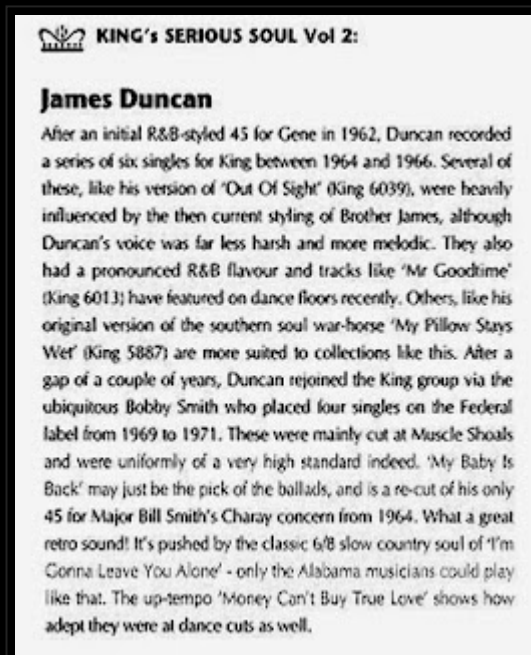 KING's SERIOUS SOUL Vol 2:
James Duncan
After an initial R&B-styled 45 for Gene in 1962, Duncan recorded
a series of six singles for King between 1964 and 1966. Several of
these, like his version of 'Out Of Sight' (King 6039), were heavily
influenced by the then current styling of Brother James, although
Duncan's voice was far less harsh and more melodic. They also
had a pronounced R&B flavour and tracks like 'Mr Goodtime'
(King 6013) have featured on dance floors recently. Others, like his
original version of the southern soul war-horse 'My Pillow Stays
Wet' (King 5887) are more suited to collections like this. After a
gap of a couple of years, Duncan rejoined the King group via the
ubiquitous Bobby Smith who placed four singles on the Federal
label from 1969 to 1971. These were mainly cut at Muscle Shoals
and were uniformly of a very high standard indeed. 'My Baby Is
Back' may just be the pick of the ballads, and is a re-cut of his only
45 for Major Bill Smith's Charay concern from 1964. What a great
retro sound! It's pushed by the classic 6/8 slow country soul of 'I'm
Gonna Leave You Alone' - only the Alabama musicians could play
like that. The up-tempo 'Money Can't Buy True Love' shows how
adept they were at dance cuts as well.